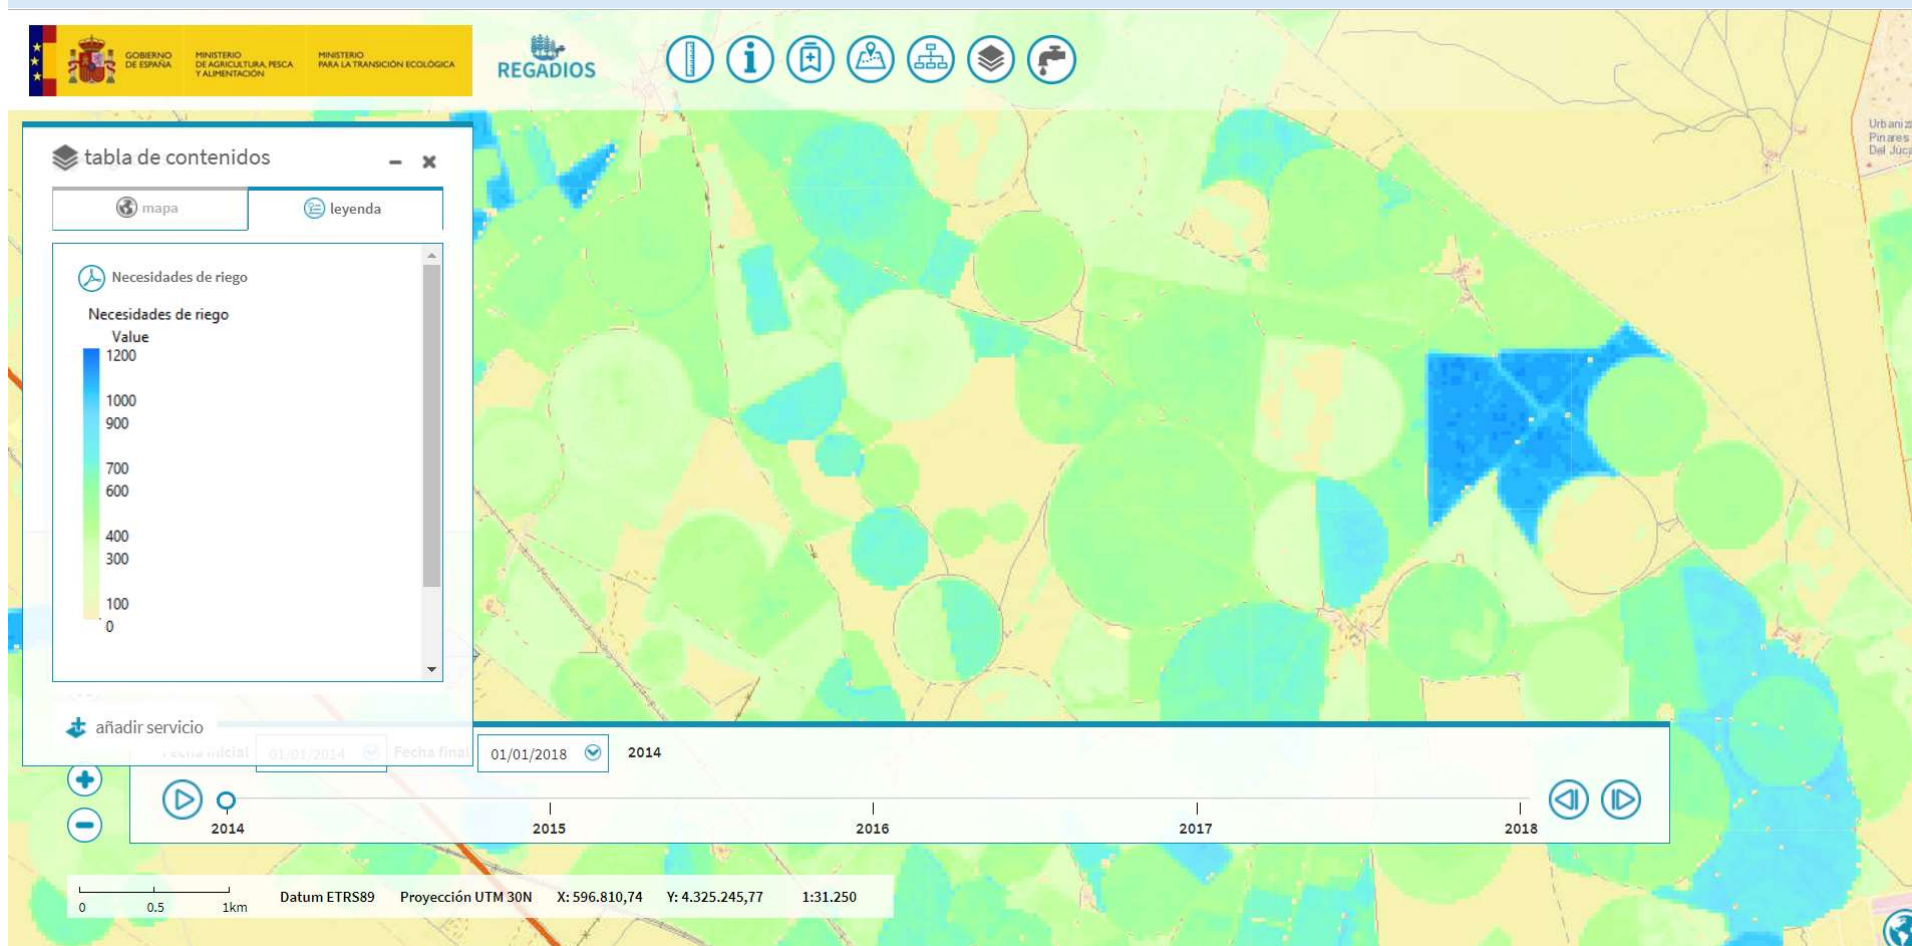 GOBIERNO
DE ESPAÑA
MINISTERIO
DE AGRICULTURA, PESCA
Y ALIMENTACIÓN
MINISTERIO
PARA LA TRANSICIÓN ECOLÓGICA
REGADIOS
tabla de contenidos
mapa
leyenda
Necesidades de riego
Necesidades de riego
Value
1200
1000
900
700
600
400
300
100
0
añadir servicio
Fecha inicial 01/01/2014 Fecha final 01/01/2018 2014
2014 2015 2016 2017 2018
0 0.5 1km
Datum ETRS89 Proyección UTM 30N X: 596.810,74 Y: 4.325.245,77 1:31.250
Pinares